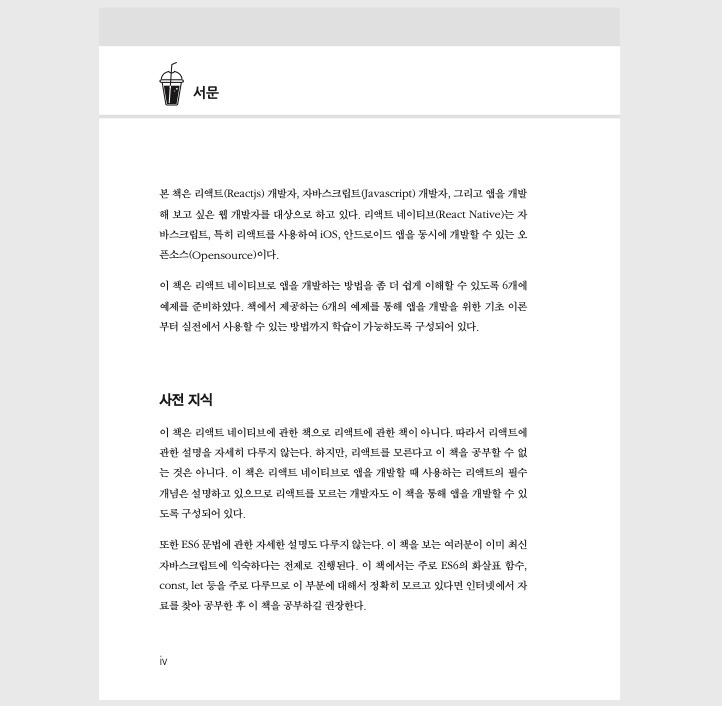 서문
본 책은 리액트(Reactjs) 개발자, 자바스크립트(Javascript) 개발자, 그리고 앱을 개발
해 보고 싶은 웹 개발자를 대상으로 하고 있다. 리액트 네이티브(React Native)는 자
바스크립트, 특히 리액트를 사용하여 iOS, 안드로이드 앱을 동시에 개발할 수 있는 오
픈소스(Opensource)이다.
이 책은 리액트 네이티브로 앱을 개발하는 방법을 좀 더 쉽게 이해할 수 있도록 6개에
예제를 준비하였다. 책에서 제공하는 6개의 예제를 통해 앱을 개발을 위한 기초 이론
부터 실전에서 사용할 수 있는 방법까지 학습이 가능하도록 구성되어 있다.
사전 지식
이 책은 리액트 네이티브에 관한 책으로 리액트에 관한 책이 아니다. 따라서 리액트에
관한 설명을 자세히 다루지 않는다. 하지만, 리액트를 모른다고 이 책을 공부할 수 없
는 것은 아니다. 이 책은 리액트 네이티브로 앱을 개발할 때 사용하는 리액트의 필수
개념은 설명하고 있으므로 리액트를 모르는 개발자도 이 책을 통해 앱을 개발할 수 있
도록 구성되어 있다.
또한 ES6 문법에 관한 자세한 설명도 다루지 않는다. 이 책을 보는 여러분이 이미 최신
자바스크립트에 익숙하다는 전제로 진행된다. 이 책에서는 주로 ES6의 화살표 함수,
const, let 등을 주로 다루므로 이 부분에 대해서 정확히 모르고 있다면 인터넷에서 자
료를 찾아 공부한 후 이 책을 공부하길 권장한다.
iv